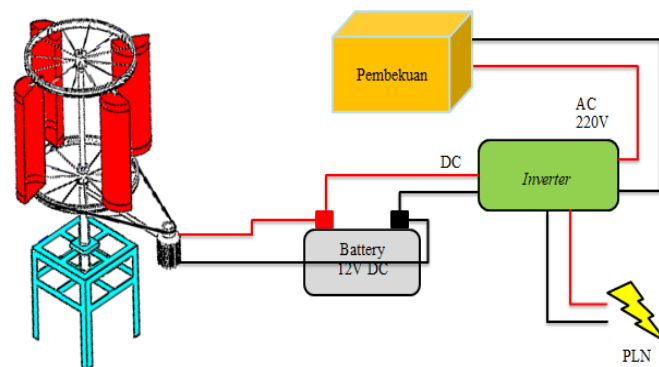 Pembekuan
AC
220V
DC
Inverter
Battery
12V DC
PLN